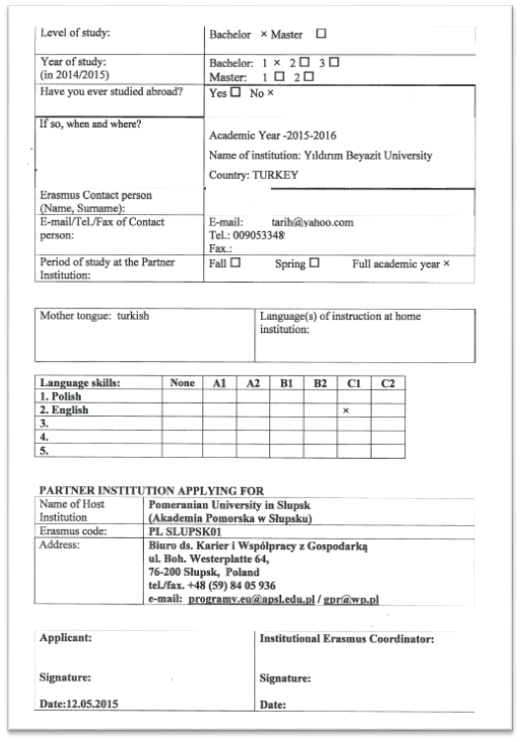 Level of study: Bachelor × Master ☐
Year of study: Bachelor: 1 × 2 ☐ 3 ☐
(in 2014/2015) Master: 1 ☐ 2 ☐
Have you ever studied abroad? Yes ☐ No ×
If so, when and where?
Academic Year -2015-2016
Name of institution: Yıldırım Beyazit University
Country: TURKEY
Erasmus Contact person
(Name, Surname):
E-mail/Tel./Fax of Contact E-mail: tarih@yahoo.com
person: Tel.: 009053348
Fax.:
Period of study at the Partner Fall ☐ Spring ☐ Full academic year ×
Institution:
Mother tongue: turkish Language(s) of instruction at home
institution:
Language skills: None A1 A2 B1 B2 C1 C2
1. Polish
2. English ×
3.
4.
5.
PARTNER INSTITUTION APPLYING FOR
Name of Host Pomeranian University in Slupsk
Institution (Akademia Pomorska w Słupsku)
Erasmus code: PL SLUPSK01
Address: Biuro ds. Karier i Współpracy z Gospodarką
ul. Boh. Westerplatte 64,
76-200 Słupsk, Poland
tel./fax. +48 (59) 84 05 936
e-mail: programy.eu@apsl.edu.pl / gpr@wp.pl
Applicant: Institutional Erasmus Coordinator:
Signature: Signature:
Date:12.05.2015 Date: